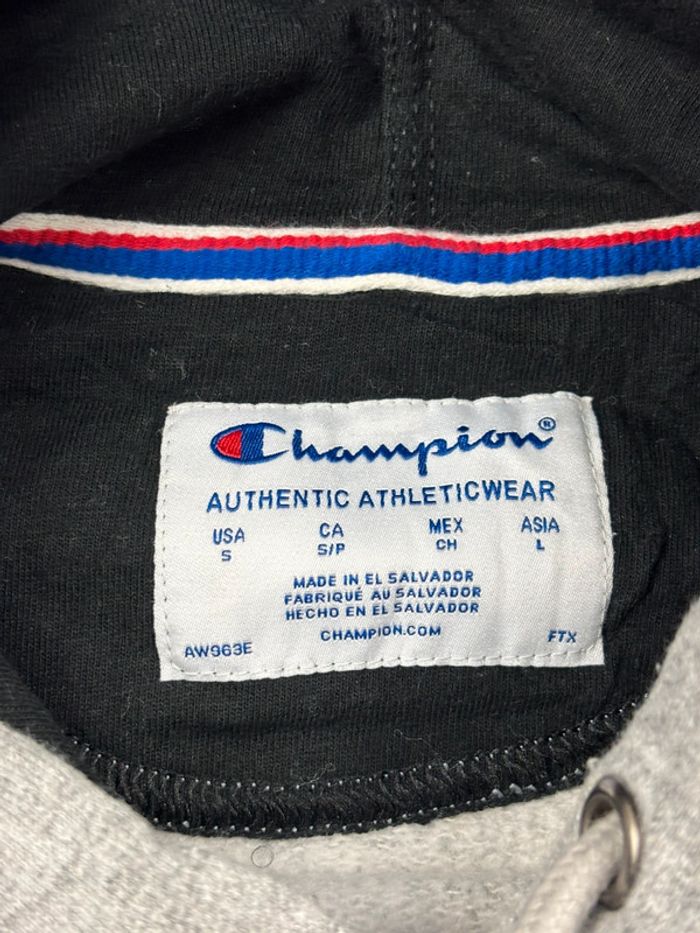 Champion®
AUTHENTIC ATHLETICWEAR
USA CA MEX ASIA
S S/P CH L
MADE IN EL SALVADOR
FABRIQUÉ AU SALVADOR
HECHO EN EL SALVADOR
CHAMPION.COM
AW963E FTX